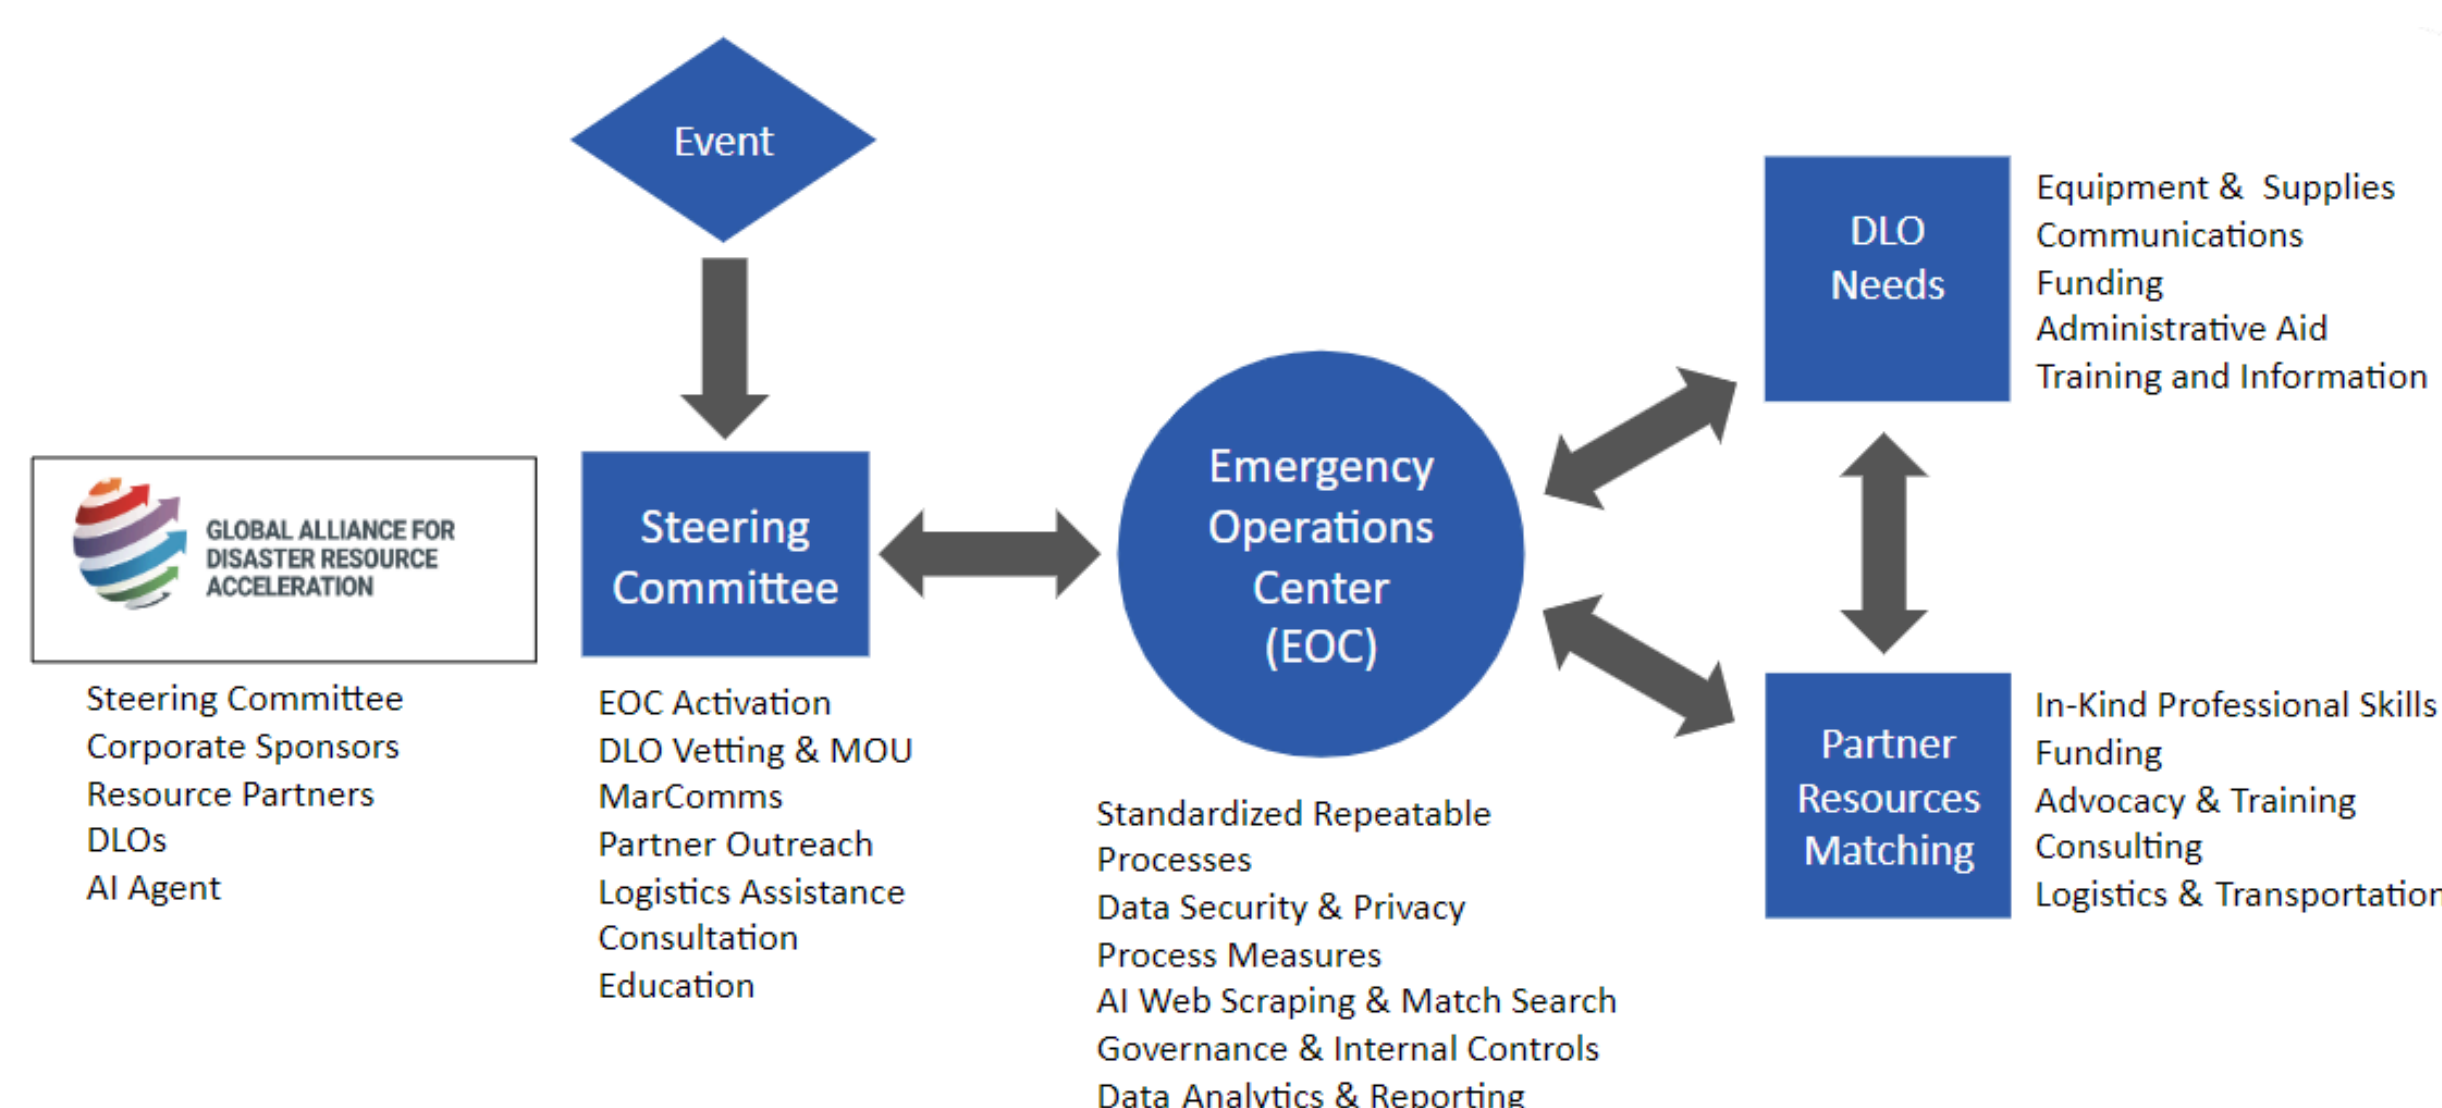 Event
GLOBAL ALLIANCE FOR
DISASTER RESOURCE
ACCELERATION
Steering Committee
Corporate Sponsors
Resource Partners
DLOs
AI Agent
Steering
Committee
EOC Activation
DLO Vetting & MOU
MarComms
Partner Outreach
Logistics Assistance
Consultation
Education
Emergency
Operations
Center
(EOC)
Standardized Repeatable
Processes
Data Security & Privacy
Process Measures
AI Web Scraping & Match Search
Governance & Internal Controls
Data Analytics & Reporting
DLO
Needs
Equipment &  Supplies
Communications
Funding
Administrative Aid
Training and Information
Partner
Resources
Matching
In-Kind Professional Skills
Funding
Advocacy & Training
Consulting
Logistics & Transportation